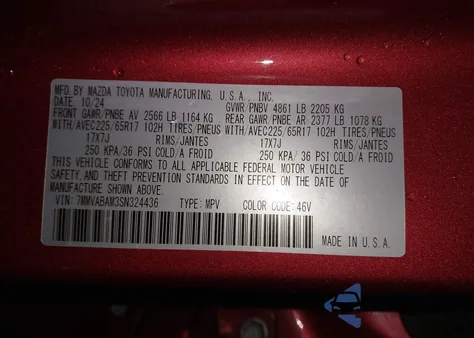 MFD. BY MAZDA TOYOTA MANUFACTURING, U.S.A., INC.
DATE: 10/24 GVWR/PNBV 4861 LB 2205 KG
FRONT GAWR/PNBE AV 2566 LB 1164 KG REAR GAWR/PNBE AR 2377 LB 1078 KG
WITH/AVEC225/65R17 102H TIRES/PNEUS WITH/AVEC225/65R17 102H TIRES/PNEUS
17X7J RIMS/JANTES 17X7J RIMS/JANTES
250 KPA/36 PSI COLD/A FROID 250 KPA/36 PSI COLD/A FROID
THIS VEHICLE CONFORMS TO ALL APPLICABLE FEDERAL MOTOR VEHICLE
SAFETY, AND THEFT PREVENTION STANDARDS IN EFFECT ON THE DATE OF
MANUFACTURE SHOWN ABOVE.
VIN: 7MMVABAM3SN324436 TYPE: MPV COLOR: 46V
MADE IN U.S.A.